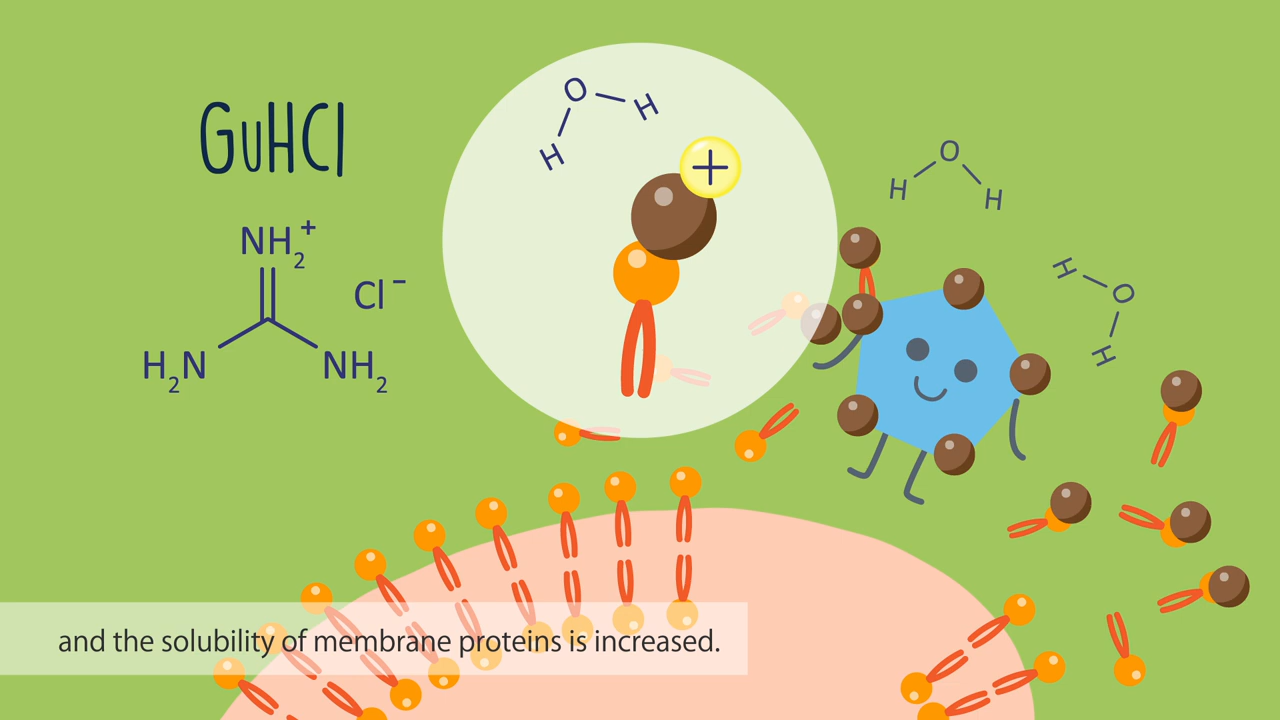 GuHCl
NH₂⁺
Cl⁻
H₂N
NH₂
O
H
H
+
O
H
H
H
O
H
and the solubility of membrane proteins is increased.